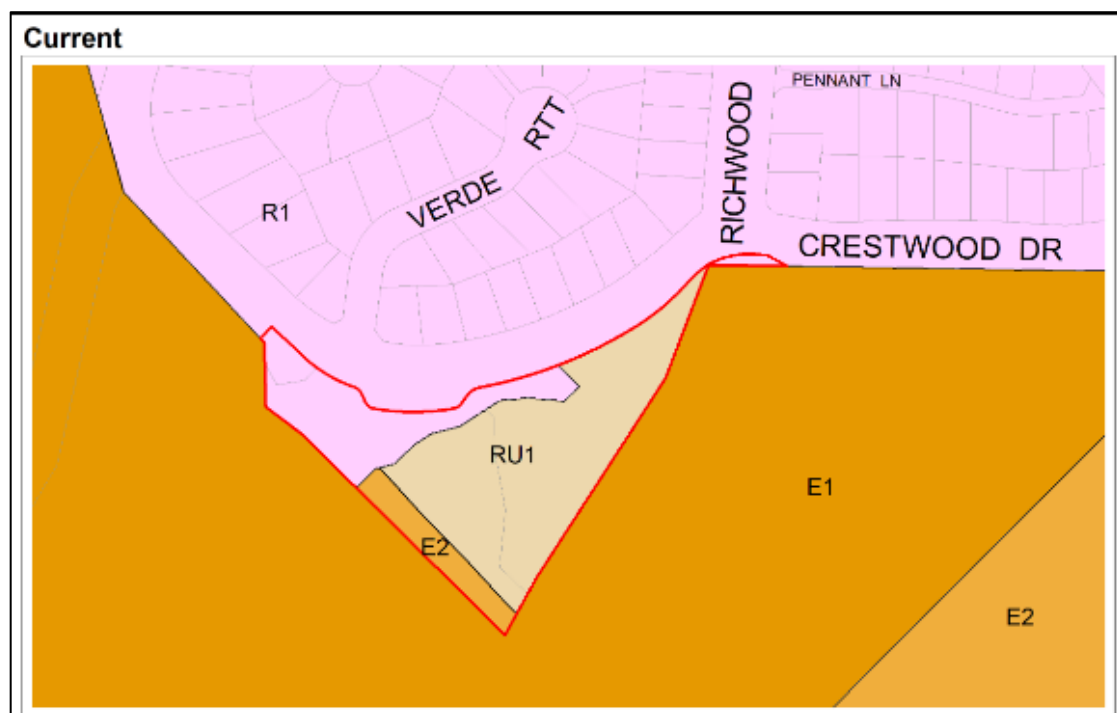 Current
PENNANT LN
RICHWOOD
RTT
VERDE
R1
CRESTWOOD DR
RU1
E1
E2
E2